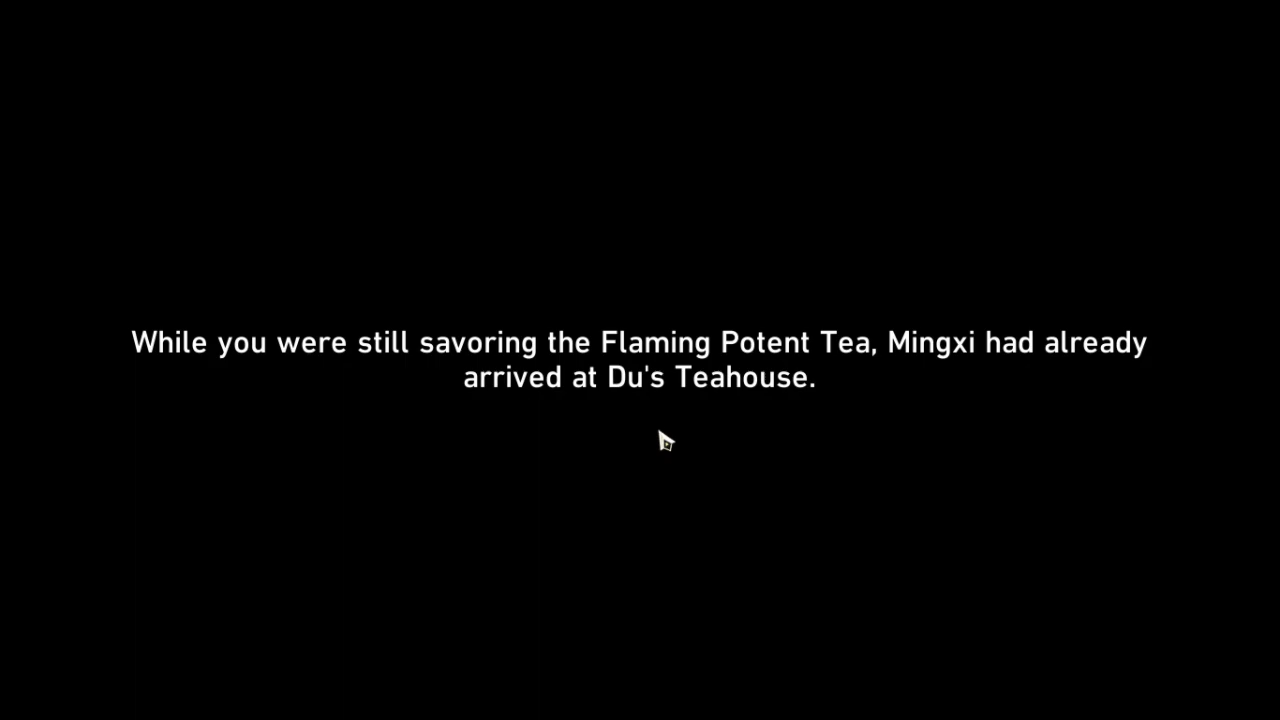 While you were still savoring the Flaming Potent Tea, Mingxi had already
arrived at Du's Teahouse.